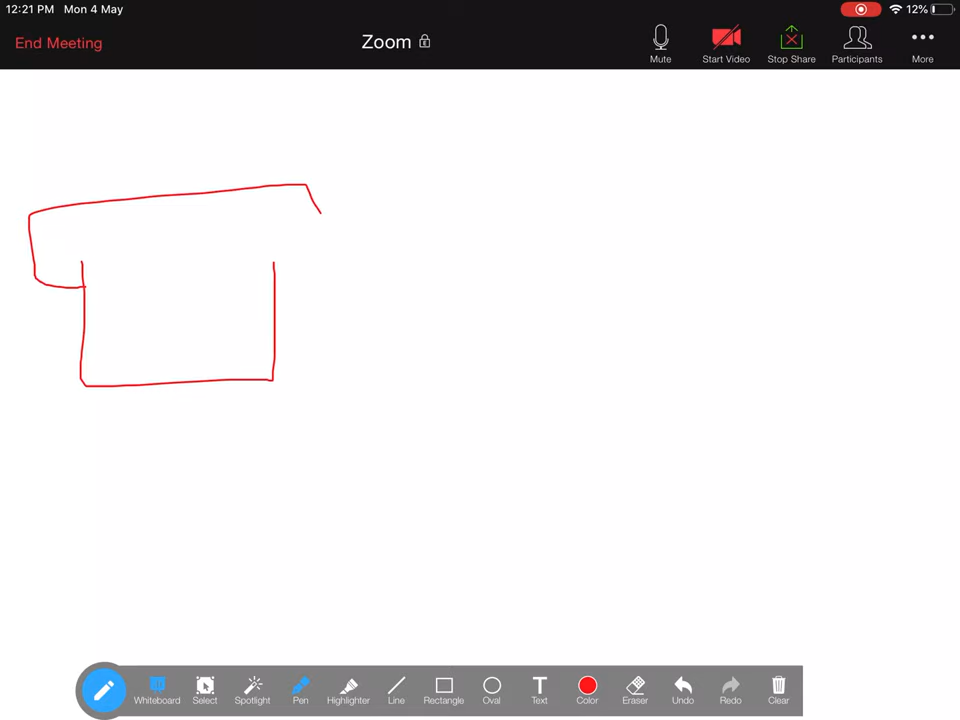 12:21 PM Mon 4 May 12%
End Meeting Zoom Mute Start Video Stop Share Participants More
Whiteboard Select Spotlight Pen Highlighter Line Rectangle Oval Text Color Eraser Undo Redo Clear